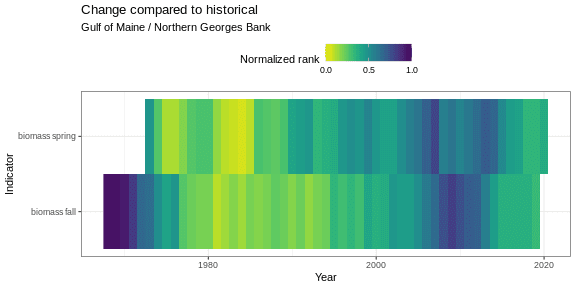 Change compared to historical
Gulf of Maine / Northern Georges Bank
Normalized rank
0.0 0.5 1.0
biomass spring
biomass fall
Indicator
1980 2000 2020
Year